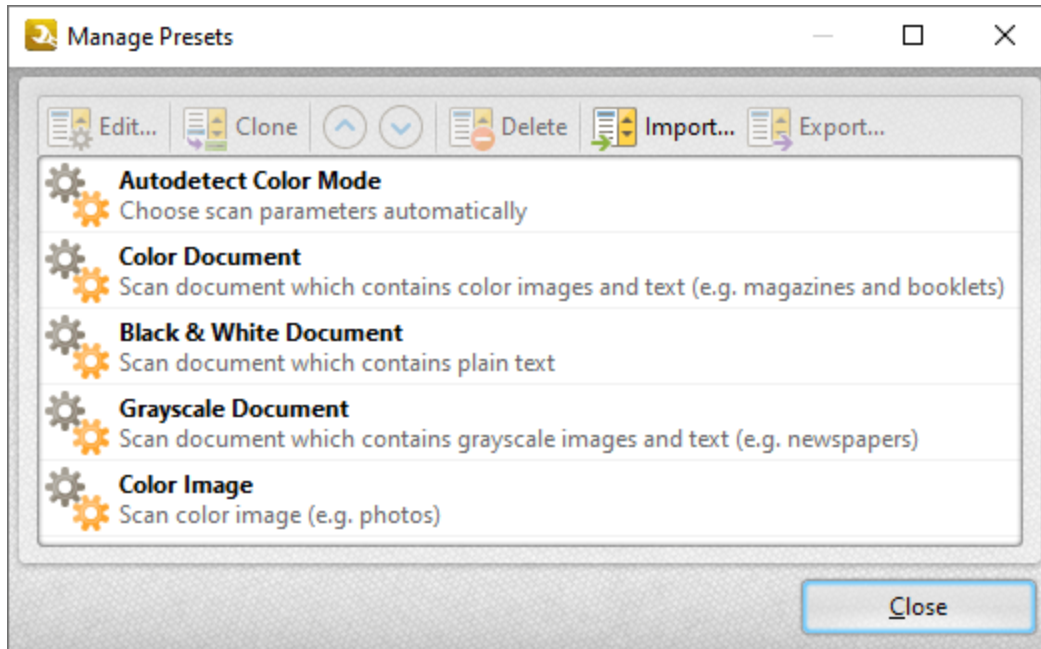 Manage Presets
Edit... Clone Delete Import... Export...
Autodetect Color Mode
Choose scan parameters automatically
Color Document
Scan document which contains color images and text (e.g. magazines and booklets)
Black & White Document
Scan document which contains plain text
Grayscale Document
Scan document which contains grayscale images and text (e.g. newspapers)
Color Image
Scan color image (e.g. photos)
Close